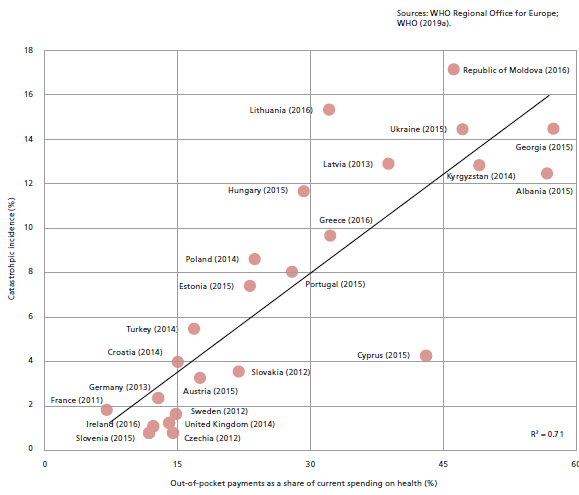 Sources: WHO Regional Office for Europe;
WHO (2019a).
18
16
14
12
10
8
6
4
2
0
Catastrohpic incidence (%)
Republic of Moldova (2016)
Lithuania (2016)
Ukraine (2015)
Georgia (2015)
Latvia (2013)
Kyrgyzstan (2014)
Albania (2015)
Hungary (2015)
Greece (2016)
Poland (2014)
Portugal (2015)
Estonia (2015)
Turkey (2014)
Croatia (2014)
Cyprus (2015)
Slovakia (2012)
Germany (2013)
Austria (2015)
France (2011)
Sweden (2012)
Ireland (2016)
United Kingdom (2014)
Slovenia (2015)
Czechia (2012)
R² = 0.71
0 15 30 45 60
Out-of-pocket payments as a share of current spending on health (%)